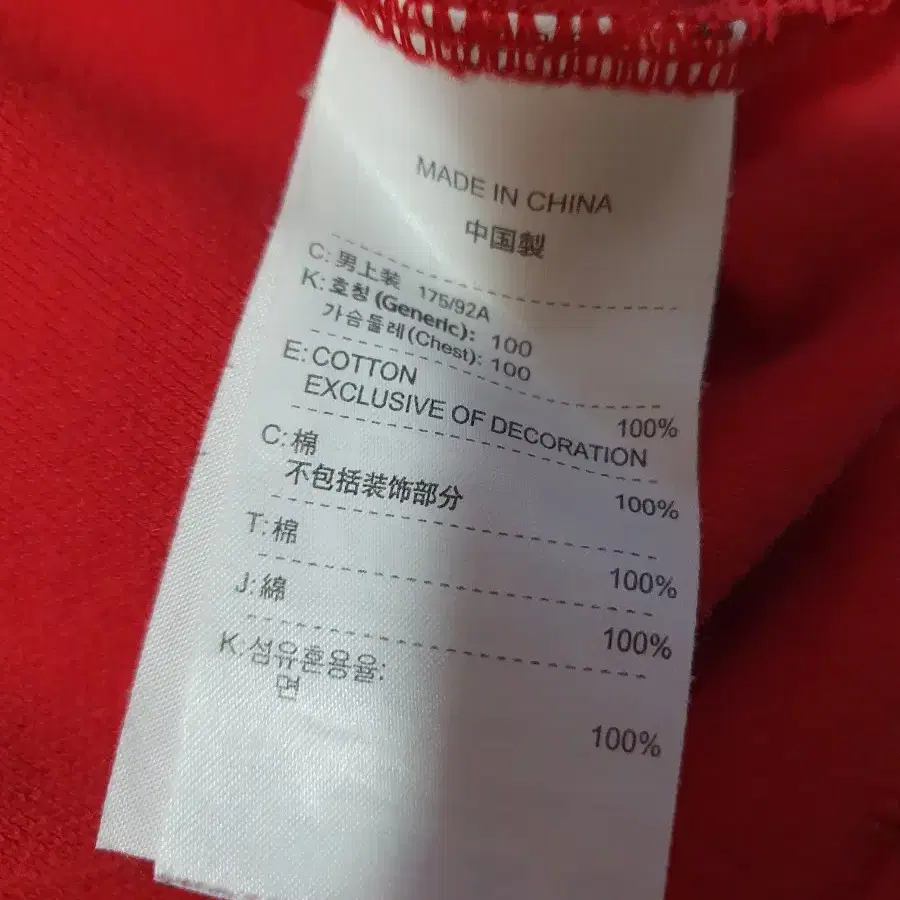 MADE IN CHINA
中国製
C: 男上装 175/92A
K: 호칭 (Generic): 100
가슴둘레(Chest): 100
E: COTTON 100%
EXCLUSIVE OF DECORATION
C: 棉 100%
不包括装饰部分
T: 棉 100%
J: 綿 100%
K: 섬유혼용율:
면 100%